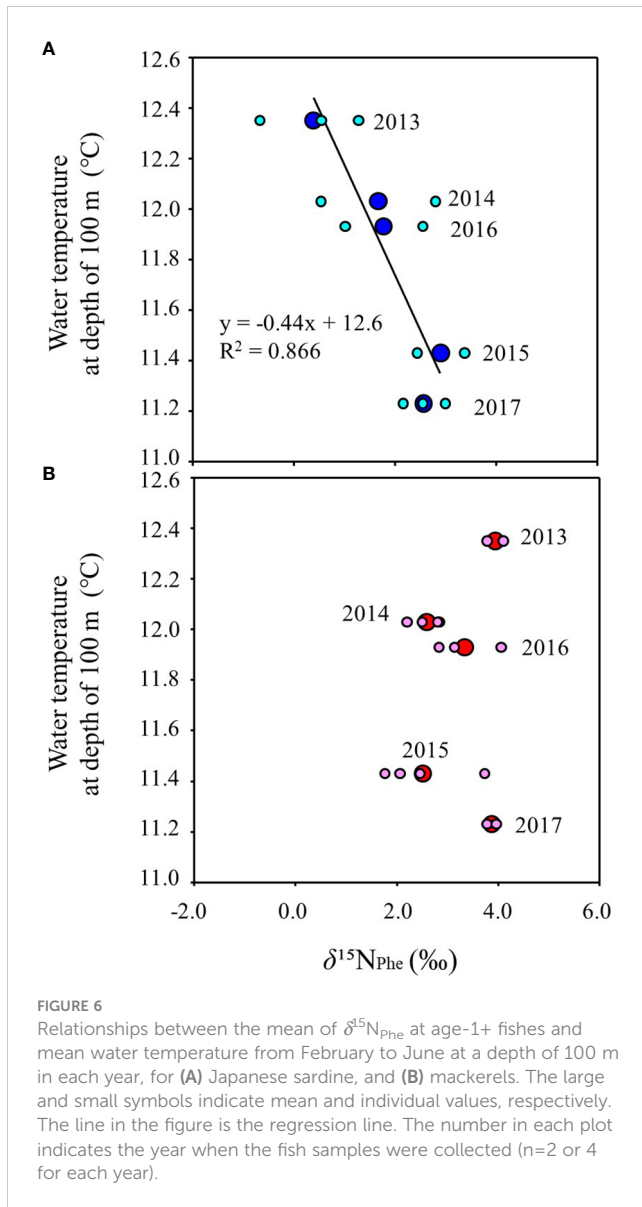 A
12.6
12.4
12.2
12.0
11.8
11.6
11.4
11.2
11.0
Water temperature
at depth of 100 m (°C)
2013
2014
2016
y = -0.44x + 12.6
R² = 0.866
2015
2017
B
12.6
12.4
12.2
12.0
11.8
11.6
11.4
11.2
11.0
Water temperature
at depth of 100 m (°C)
2013
2014
2016
2015
2017
-2.0 0.0 2.0 4.0 6.0
δ¹⁵NPhe (‰)
FIGURE 6
Relationships between the mean of δ¹⁵NPhe at age-1+ fishes and
mean water temperature from February to June at a depth of 100 m
in each year, for (A) Japanese sardine, and (B) mackerels. The large
and small symbols indicate mean and individual values, respectively.
The line in the figure is the regression line. The number in each plot
indicates the year when the fish samples were collected (n=2 or 4
for each year).